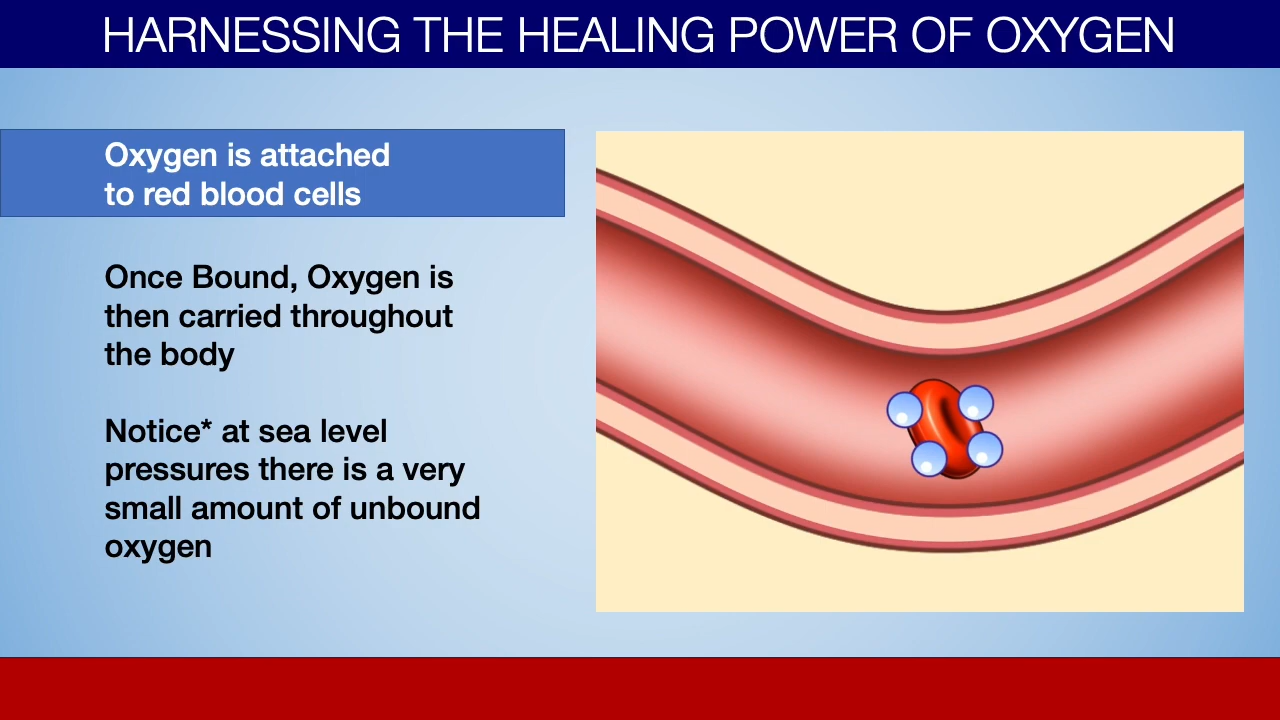 HARNESSING THE HEALING POWER OF OXYGEN
Oxygen is attached
to red blood cells
Once Bound, Oxygen is
then carried throughout
the body
Notice* at sea level
pressures there is a very
small amount of unbound
oxygen